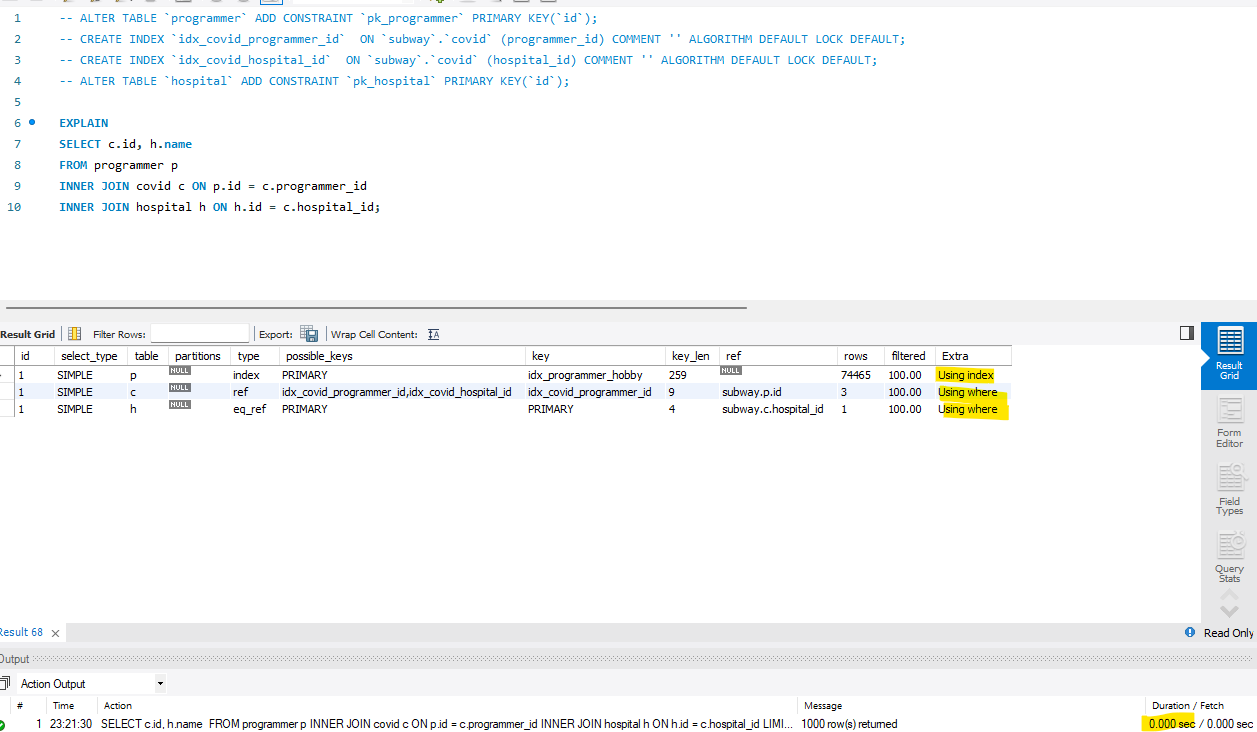 1 -- ALTER TABLE `programmer` ADD CONSTRAINT `pk_programmer` PRIMARY KEY(`id`);
2 -- CREATE INDEX `idx_covid_programmer_id`  ON `subway`.`covid` (programmer_id) COMMENT '' ALGORITHM DEFAULT LOCK DEFAULT;
3 -- CREATE INDEX `idx_covid_hospital_id`  ON `subway`.`covid` (hospital_id) COMMENT '' ALGORITHM DEFAULT LOCK DEFAULT;
4 -- ALTER TABLE `hospital` ADD CONSTRAINT `pk_hospital` PRIMARY KEY(`id`);
5
6 EXPLAIN
7 SELECT c.id, h.name
8 FROM programmer p
9 INNER JOIN covid c ON p.id = c.programmer_id
10 INNER JOIN hospital h ON h.id = c.hospital_id;
Result Grid Filter Rows: Export: Wrap Cell Content:
id select_type table partitions type possible_keys key key_len ref rows filtered Extra
1 SIMPLE p NULL index PRIMARY idx_programmer_hobby 259 NULL 74465 100.00 Using index
1 SIMPLE c NULL ref idx_covid_programmer_id,idx_covid_hospital_id idx_covid_programmer_id 9 subway.p.id 3 100.00 Using where
1 SIMPLE h NULL eq_ref PRIMARY PRIMARY 4 subway.c.hospital_id 1 100.00 Using where
Result
Grid
Form
Editor
Field
Types
Query
Stats
Result 68 Read Only
Output
Action Output
# Time Action Message Duration / Fetch
1 23:21:30 SELECT c.id, h.name  FROM programmer p INNER JOIN covid c ON p.id = c.programmer_id INNER JOIN hospital h ON h.id = c.hospital_id LIMI... 1000 row(s) returned 0.000 sec / 0.000 sec